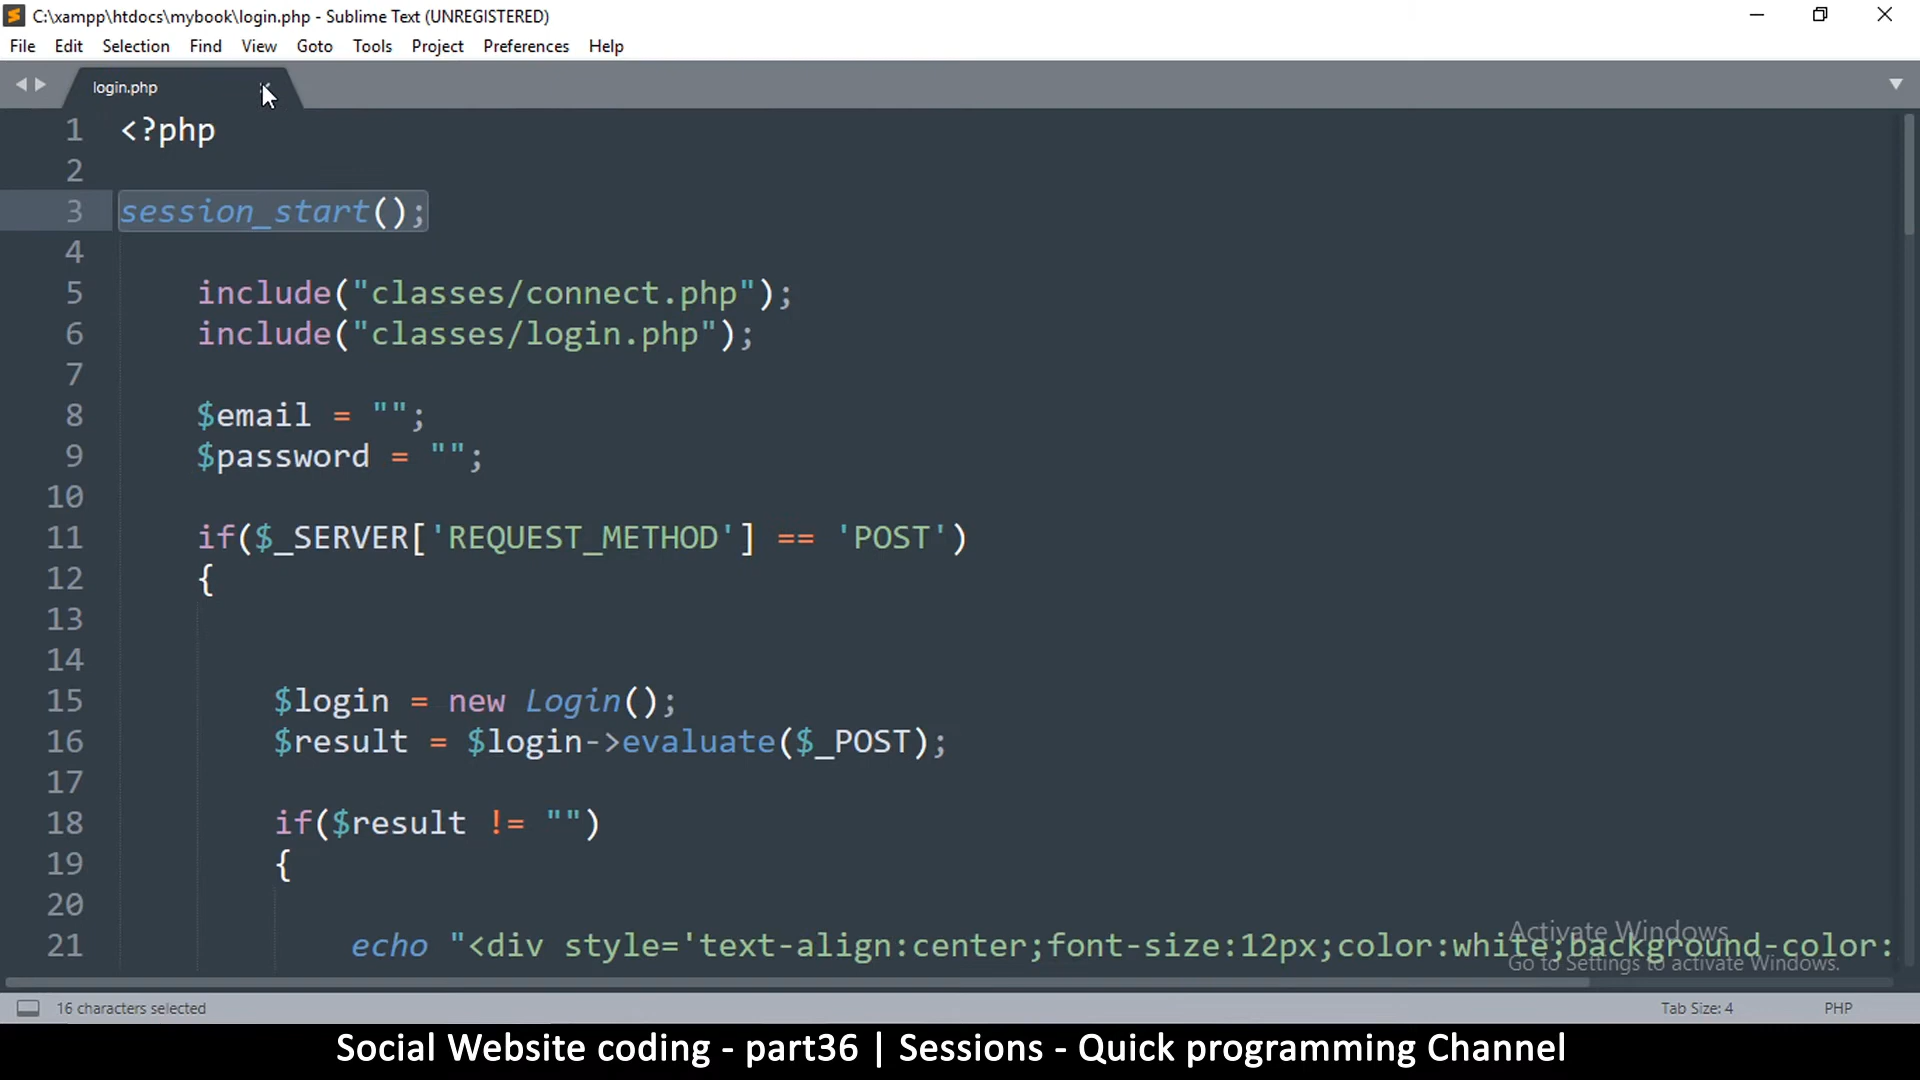 C:\xampp\htdocs\mybook\login.php - Sublime Text (UNREGISTERED)
File Edit Selection Find View Goto Tools Project Preferences Help
login.php
1 <?php
2
3 session_start();
4
5 include("classes/connect.php");
6 include("classes/login.php");
7
8 $email = "";
9 $password = "";
10
11 if($_SERVER['REQUEST_METHOD'] == 'POST')
12 {
13
14
15 $login = new Login();
16 $result = $login->evaluate($_POST);
17
18 if($result != "")
19 {
20
21 echo "<div style='text-align:center;font-size:12px;color:white;background-color:
Activate Windows
Go to Settings to activate Windows.
16 characters selected Tab Size: 4 PHP
Social Website coding - part36 | Sessions - Quick programming Channel